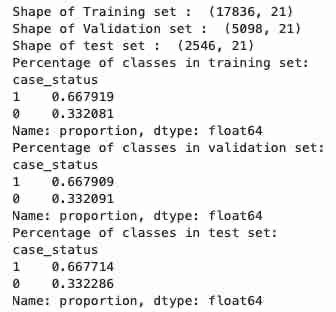 Shape of Training set :  (17836, 21)
Shape of Validation set :  (5098, 21)
Shape of test set :  (2546, 21)
Percentage of classes in training set:
case_status
1    0.667919
0    0.332081
Name: proportion, dtype: float64
Percentage of classes in validation set:
case_status
1    0.667909
0    0.332091
Name: proportion, dtype: float64
Percentage of classes in test set:
case_status
1    0.667714
0    0.332286
Name: proportion, dtype: float64